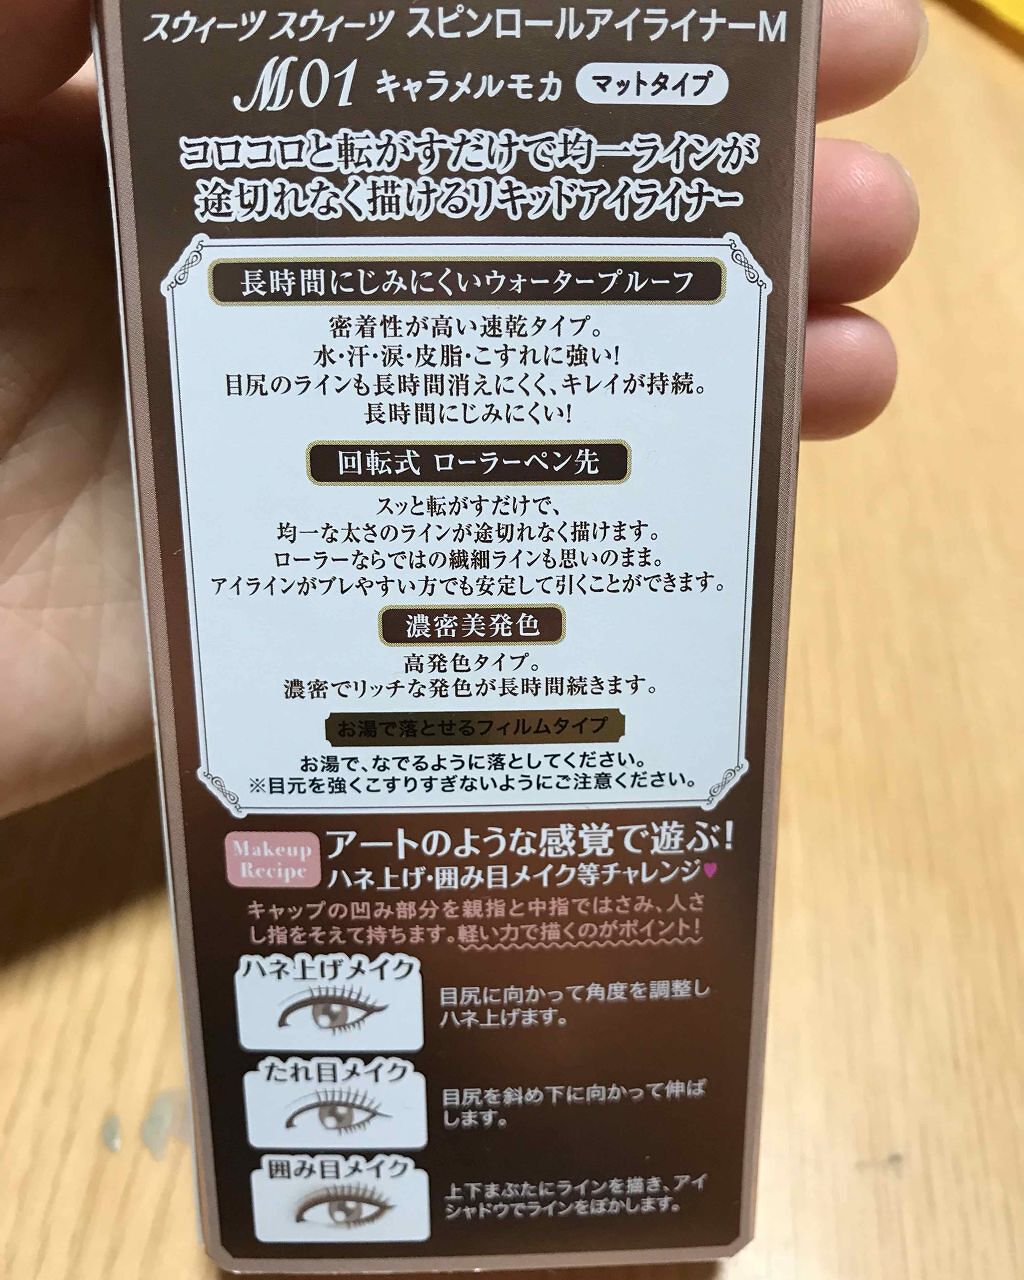 スウィーツ スウィーツ スピンロールアイライナーM
M01 キャラメルモカ マットタイプ
コロコロと転がすだけで均一ラインが
途切れなく描けるリキッドアイライナー
長時間にじみにくいウォータープルーフ
密着性が高い速乾タイプ。
水・汗・涙・皮脂・こすれに強い!
目尻のラインも長時間消えにくく、キレイが持続。
長時間にじみにくい!
回転式 ローラーペン先
スッと転がすだけで、
均一な太さのラインが途切れなく描けます。
ローラーならではの繊細ラインも思いのまま。
アイラインがブレやすい方でも安定して引くことができます。
濃密美発色
高発色タイプ。
濃密でリッチな発色が長時間続きます。
お湯で落とせるフィルムタイプ
お湯で、なでるように落としてください。
※目元を強くこすりすぎないようにご注意ください。
Makeup
Recipe
アートのような感覚で遊ぶ!
ハネ上げ・囲み目メイク等チャレンジ♥
キャップの凹み部分を親指と中指ではさみ、人さ
し指をそえて持ちます。軽い力で描くのがポイント!
ハネ上げメイク
目尻に向かって角度を調整し
ハネ上げます。
たれ目メイク
目尻を斜め下に向かって伸ば
します。
囲み目メイク
上下まぶたにラインを描き、アイ
シャドウでラインをぼかします。